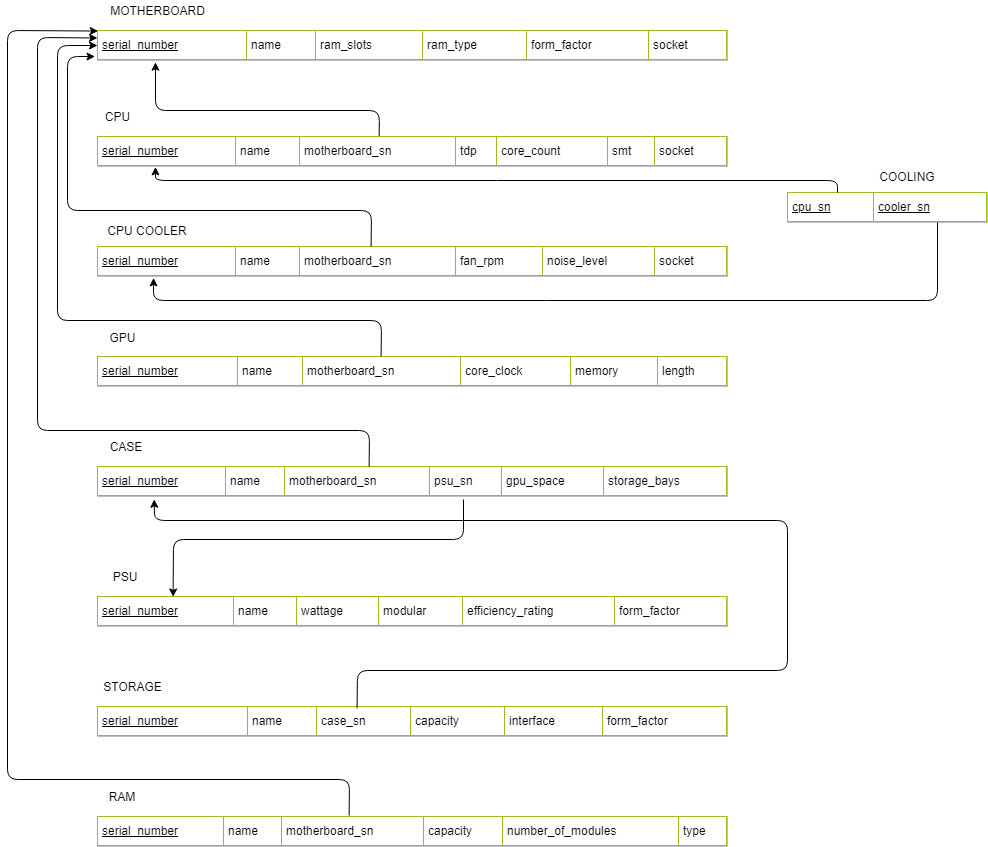 MOTHERBOARD
serial_number name ram_slots ram_type form_factor socket
CPU
serial_number name motherboard_sn tdp core_count smt socket
COOLING
cpu_sn cooler_sn
CPU COOLER
serial_number name motherboard_sn fan_rpm noise_level socket
GPU
serial_number name motherboard_sn core_clock memory length
CASE
serial_number name motherboard_sn psu_sn gpu_space storage_bays
PSU
serial_number name wattage modular efficiency_rating form_factor
STORAGE
serial_number name case_sn capacity interface form_factor
RAM
serial_number name motherboard_sn capacity number_of_modules type